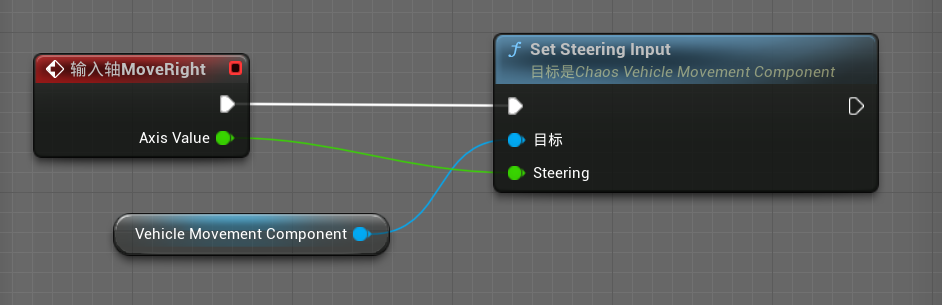 输入轴MoveRight
Axis Value
Vehicle Movement Component
Set Steering Input
目标是Chaos Vehicle Movement Component
目标
Steering